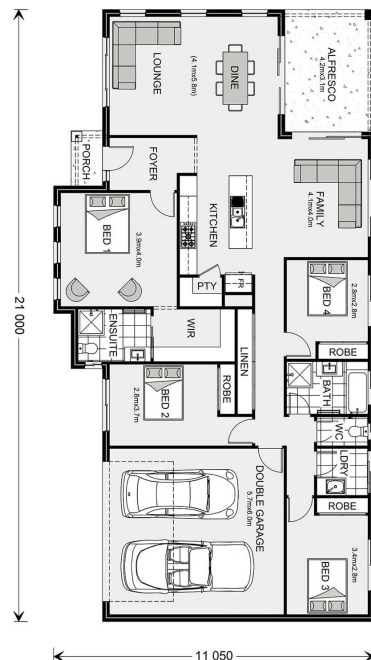 ALFRESCO
4.2mx3.1m
LOUNGE
(4.1mx5.8m)
DINE
PORCH
FOYER
FAMILY
4.1mx4.0m
KITCHEN
BED 1
3.9mx4.0m
PTY
FR
BED 4
2.8mx2.8m
ENSUITE
WIR
LINEN
ROBE
BATH
BED 2
2.8mx3.7m
ROBE
WC
LDRY
DOUBLE GARAGE
5.7mx6.0m
ROBE
BED 3
3.4mx2.8m
21 000
11 050